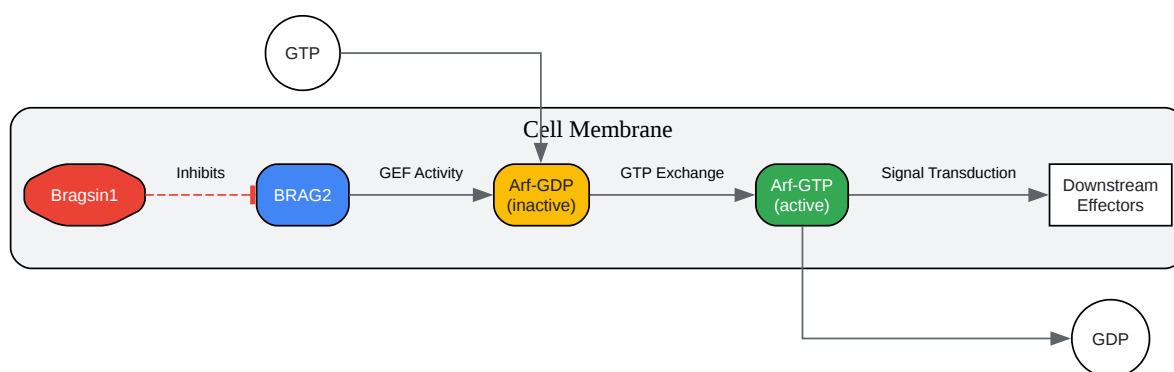 GTP
Cell Membrane
Bragsin1
Inhibits
BRAG2
GEF Activity
Arf-GDP
(inactive)
GTP Exchange
Arf-GTP
(active)
Signal Transduction
Downstream
Effectors
GDP